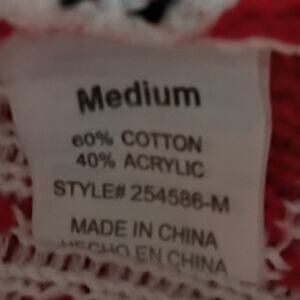 Medium
60% COTTON
40% ACRYLIC
STYLE# 254586-M
MADE IN CHINA
HECHO EN CHINA